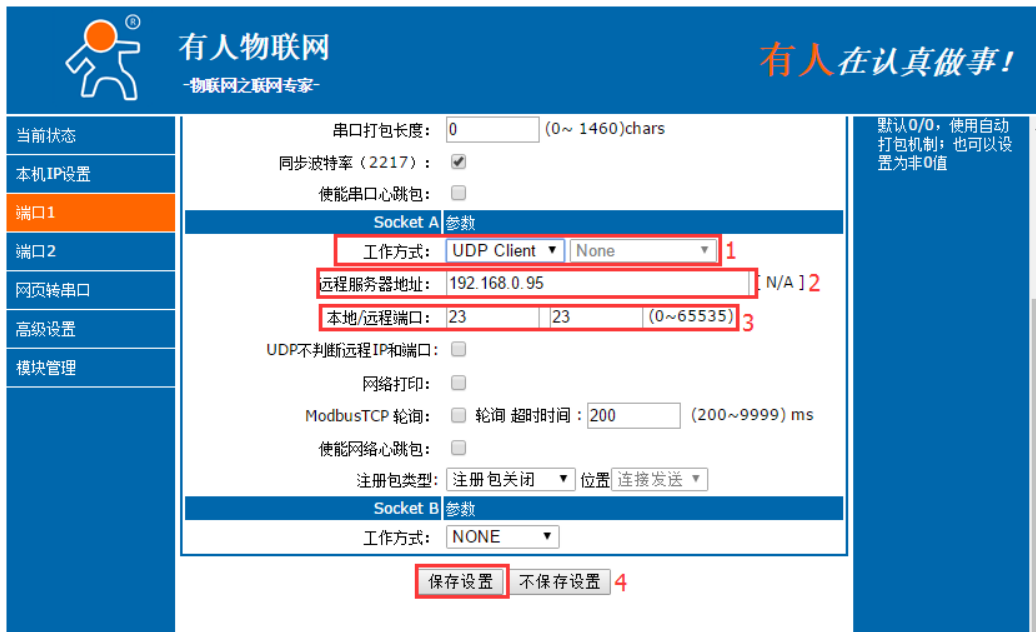 ®
有人物联网
-物联网之联网专家-
有人在认真做事!
当前状态
本机IP设置
端口1
端口2
网页转串口
高级设置
模块管理
串口打包长度: 0 (0~ 1460)chars
同步波特率（2217）:
使能串口心跳包:
Socket A 参数
工作方式: UDP Client None 1
远程服务器地址: 192.168.0.95 [ N/A ] 2
本地/远程端口: 23 23 (0~65535) 3
UDP不判断远程IP和端口:
网络打印:
ModbusTCP 轮询: 轮询 超时时间 : 200 (200~9999) ms
使能网络心跳包:
注册包类型: 注册包关闭 位置 连接发送
Socket B 参数
工作方式: NONE
保存设置 不保存设置 4
默认0/0，使用自动
打包机制；也可以设
置为非0值